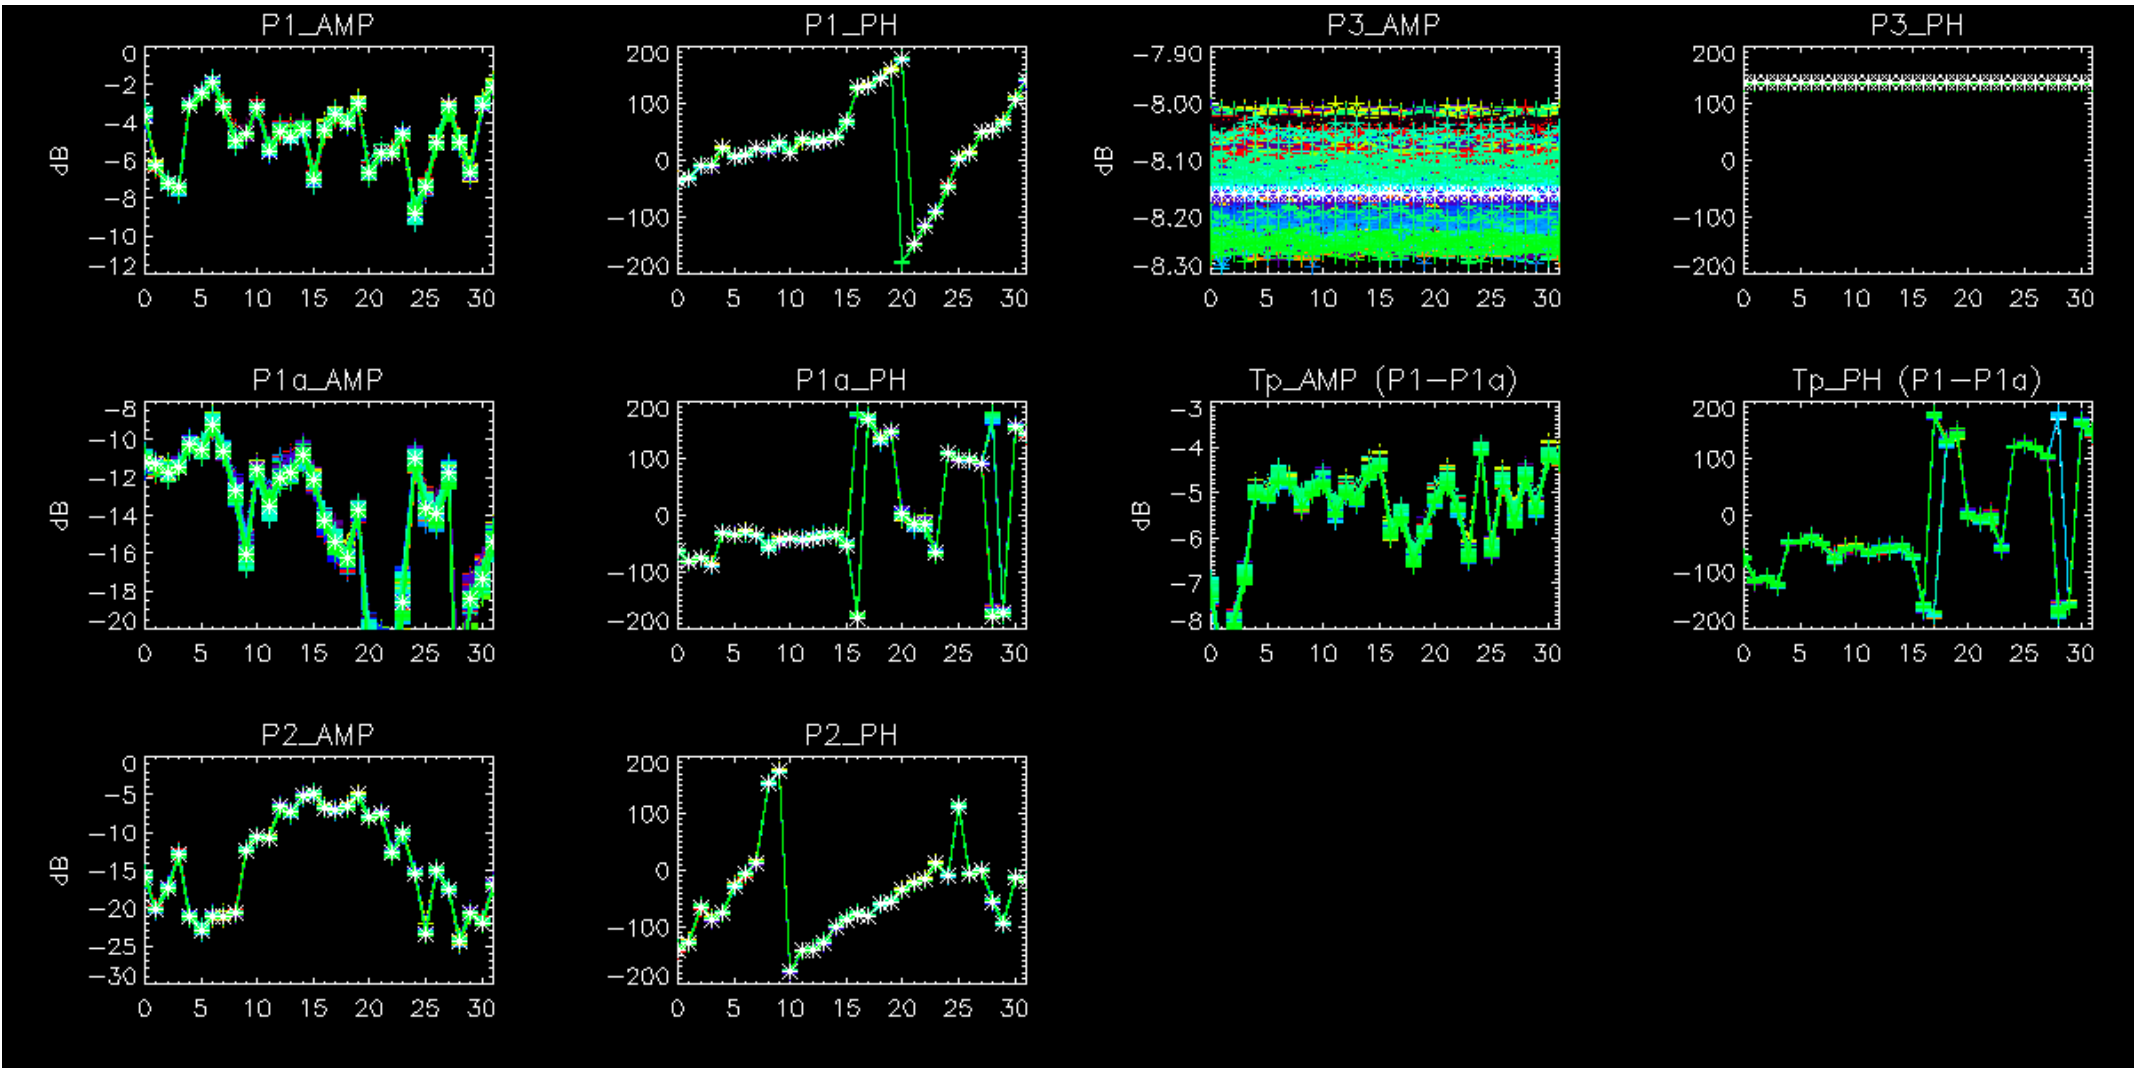 P1_AMP
P1_PH
P3_AMP
P3_PH
0
-2
-4
-6
-8
-10
-12
dB
0 5 10 15 20 25 30
200
100
0
-100
-200
0 5 10 15 20 25 30
-7.90
-8.00
-8.10
-8.20
-8.30
dB
0 5 10 15 20 25 30
200
100
0
-100
-200
0 5 10 15 20 25 30
P1a_AMP
P1a_PH
Tp_AMP (P1-P1a)
Tp_PH (P1-P1a)
-8
-10
-12
-14
-16
-18
-20
dB
0 5 10 15 20 25 30
200
100
0
-100
-200
0 5 10 15 20 25 30
-3
-4
-5
-6
-7
-8
dB
0 5 10 15 20 25 30
200
100
0
-100
-200
0 5 10 15 20 25 30
P2_AMP
P2_PH
0
-5
-10
-15
-20
-25
-30
dB
0 5 10 15 20 25 30
200
100
0
-100
-200
0 5 10 15 20 25 30